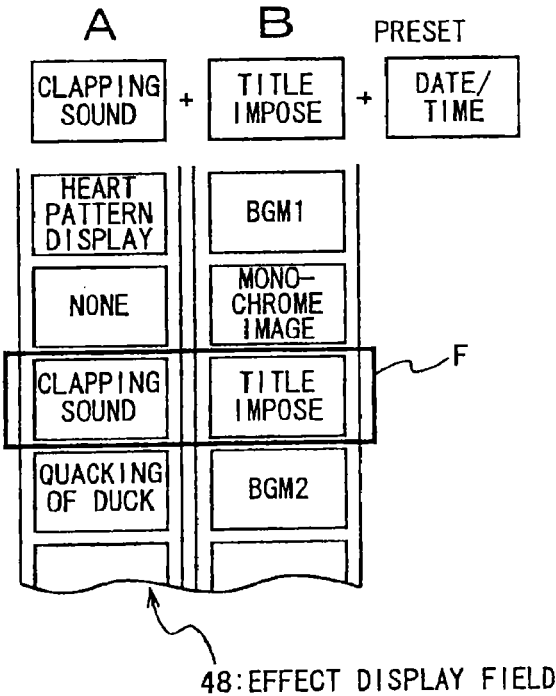 A B PRESET
CLAPPING
SOUND
+
TITLE
IMPOSE
+
DATE/
TIME
HEART
PATTERN
DISPLAY
BGM1
NONE
MONO-
CHROME
IMAGE
CLAPPING
SOUND
TITLE
IMPOSE
F
QUACKING
OF DUCK
BGM2
48:EFFECT DISPLAY FIELD